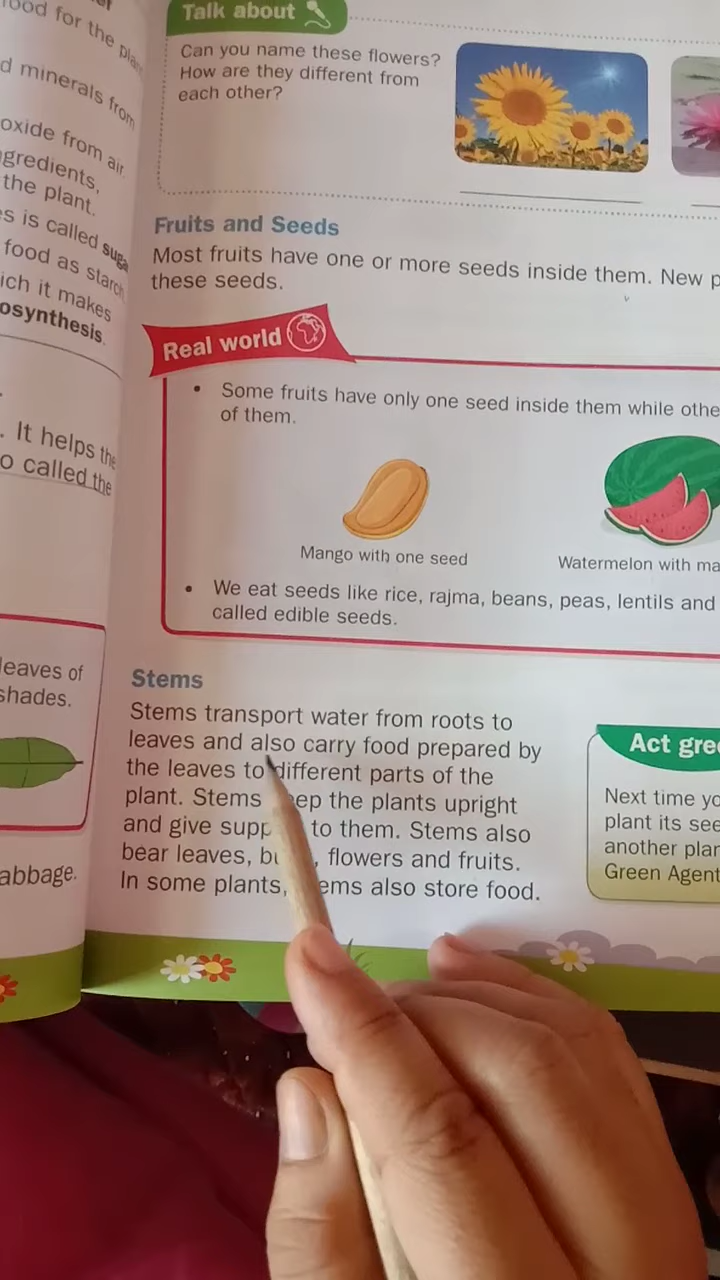 food for the
d minerals from
oxide from air.
gredients,
the plant.
s is called
food as starch
ich it makes
osynthesis.
. It helps the
o called the
leaves of
shades.
abbage.
Talk about
Can you name these flowers?
How are they different from
each other?
Fruits and Seeds
Most fruits have one or more seeds inside them. New p
these seeds.
Real world
• Some fruits have only one seed inside them while othe
of them.
Mango with one seed
Watermelon with ma
• We eat seeds like rice, rajma, beans, peas, lentils and
called edible seeds.
Stems
Stems transport water from roots to
leaves and also carry food prepared by
the leaves to different parts of the
plant. Stems ep the plants upright
and give supp to them. Stems also
bear leaves, bu , flowers and fruits.
In some plants, ems also store food.
Act gre
Next time yo
plant its see
another plan
Green Agent